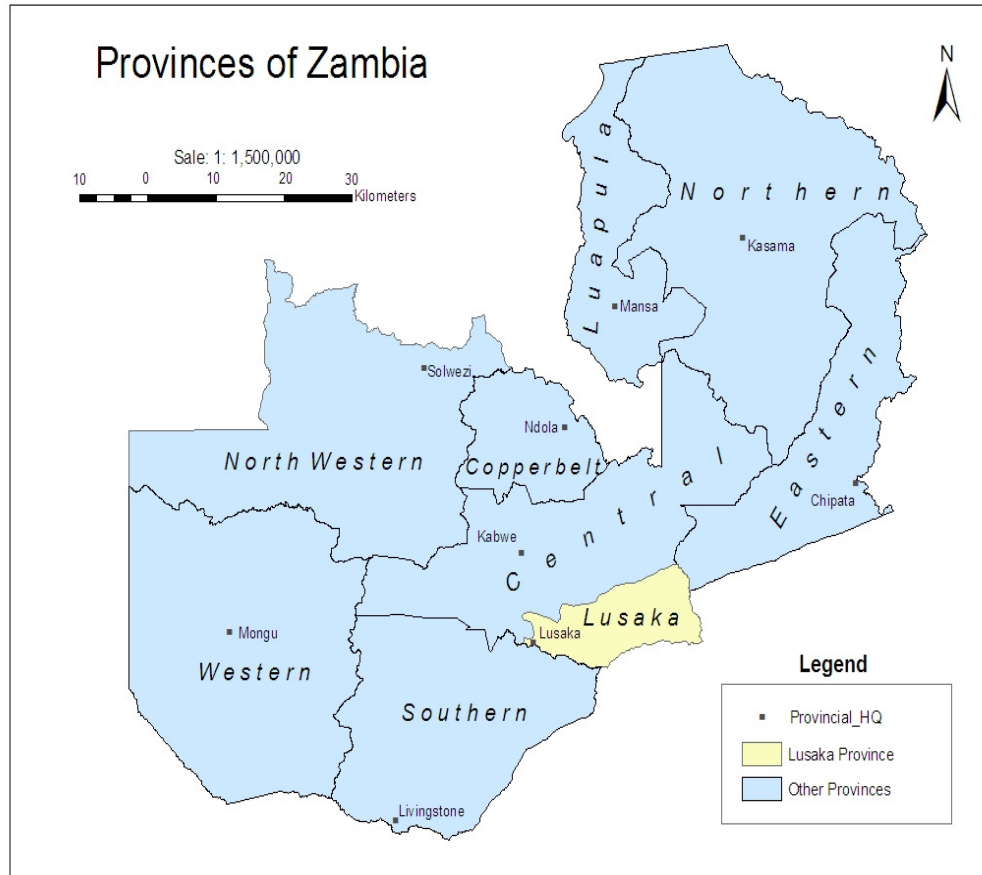 Provinces of Zambia
N
Sale: 1: 1,500,000
10 0 10 20 30
Kilometers
Luapula
Northern
Kasama
Mansa
Solwezi
Ndola
Eastern
North Western
Copperbelt
Central
Chipata
Kabwe
Lusaka
Lusaka
Mongu
Western
Southern
Livingstone
Legend
Provincial_HQ
Lusaka Province
Other Provinces